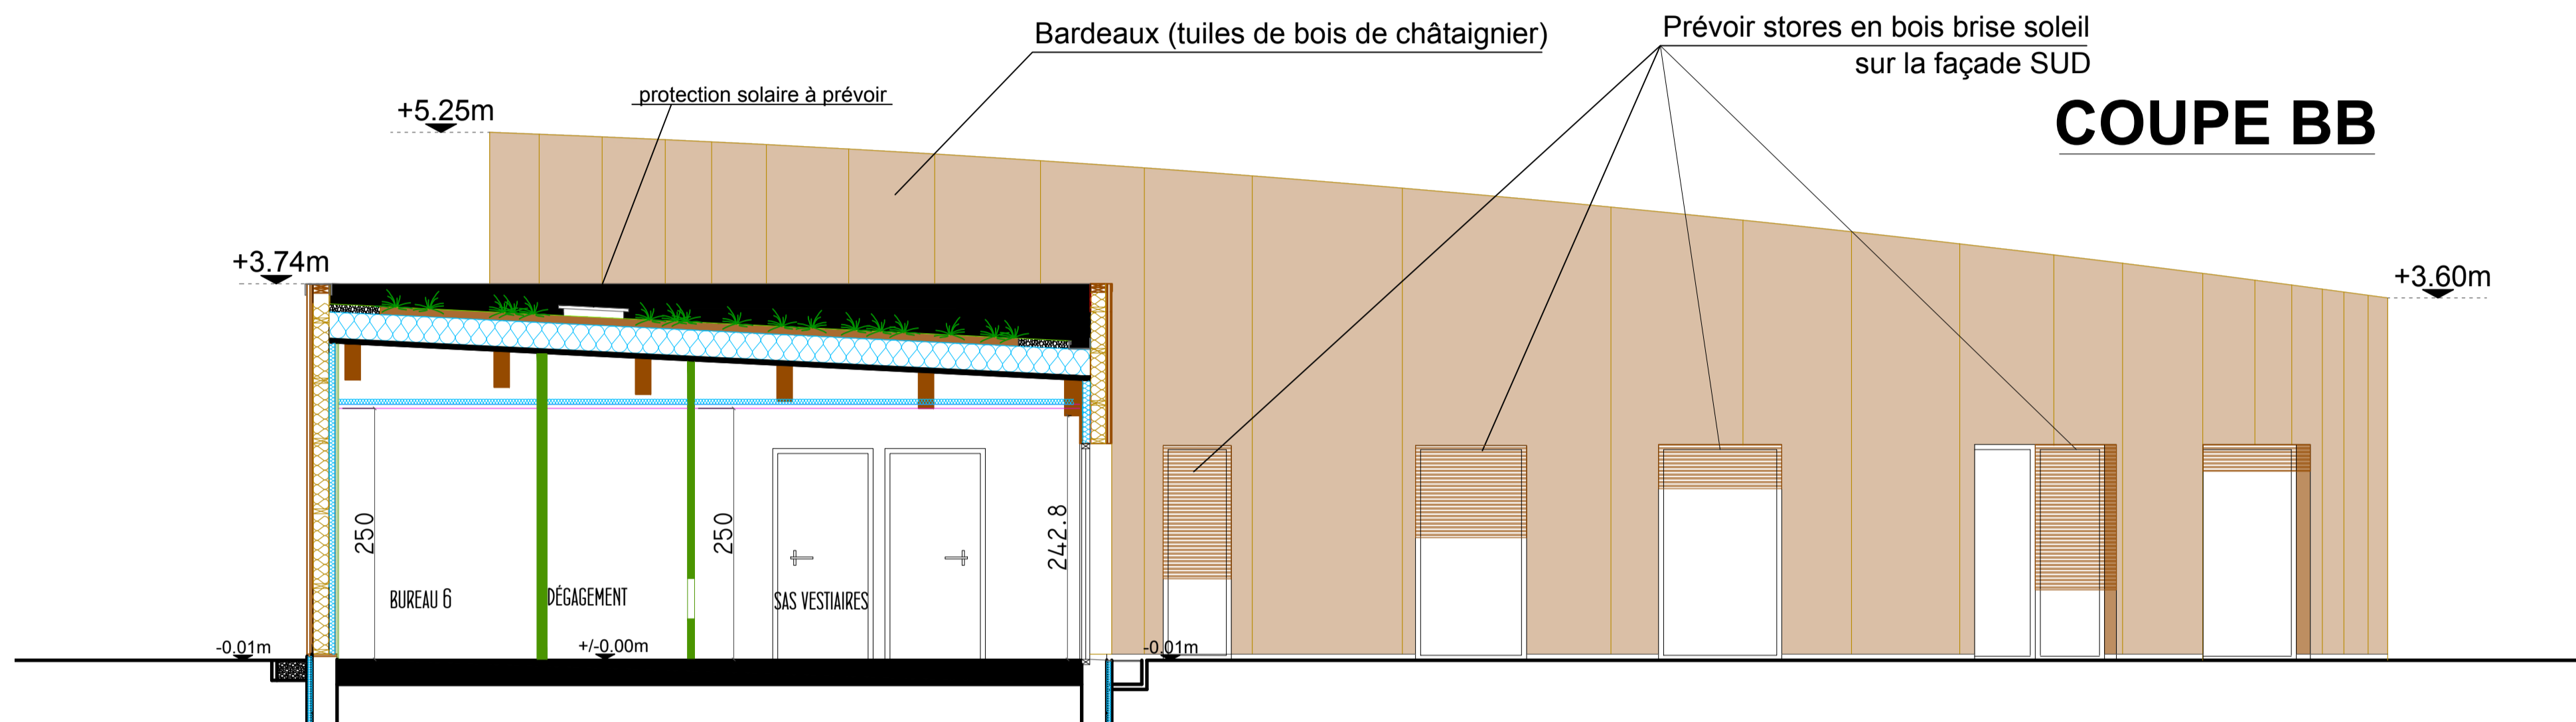 Bardeaux (tuiles de bois de châtaignier)
Prévoir stores en bois brise soleil
sur la façade SUD
protection solaire à prévoir
+5.25m
COUPE BB
+3.74m
+3.60m
250
250
242.8
BUREAU 6
DÉGAGEMENT
SAS VESTIAIRES
-0.01m
+/-0.00m
-0.01m